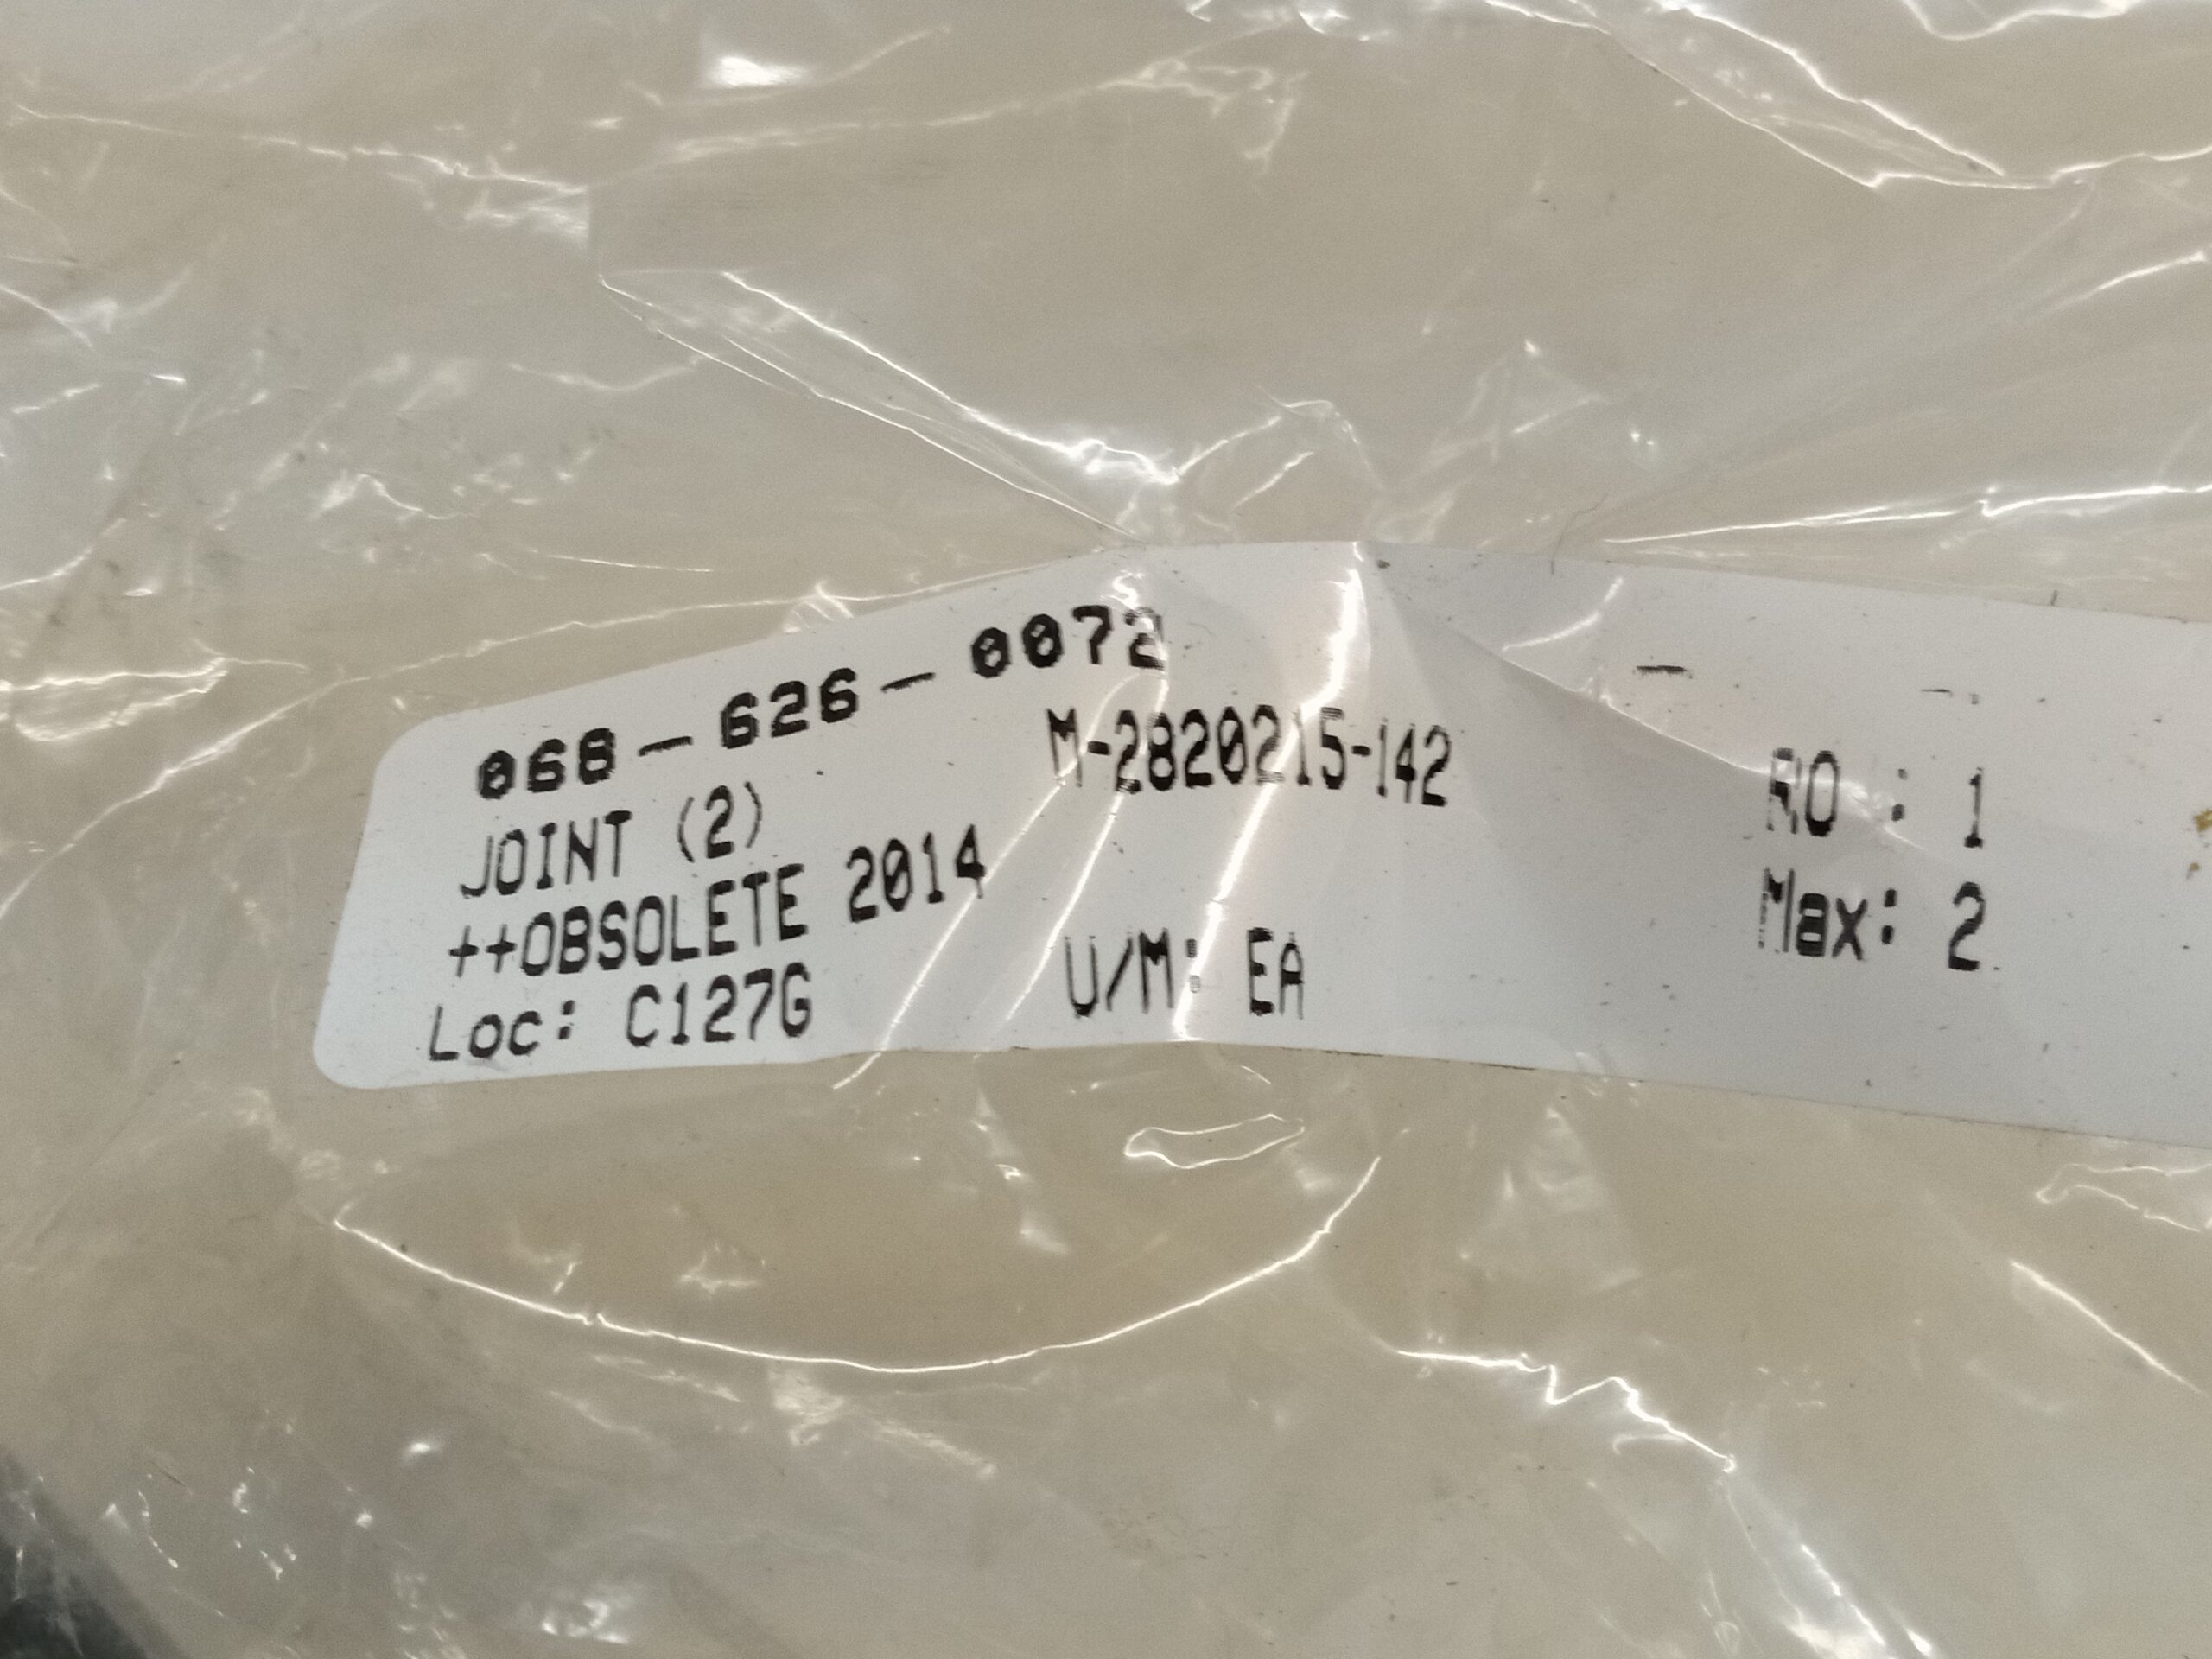 068-626-0072 - -
JOINT (2) M-2820215-142 RO : 1
++OBSOLETE 2014 Max: 2
Loc: C127G U/M: EA